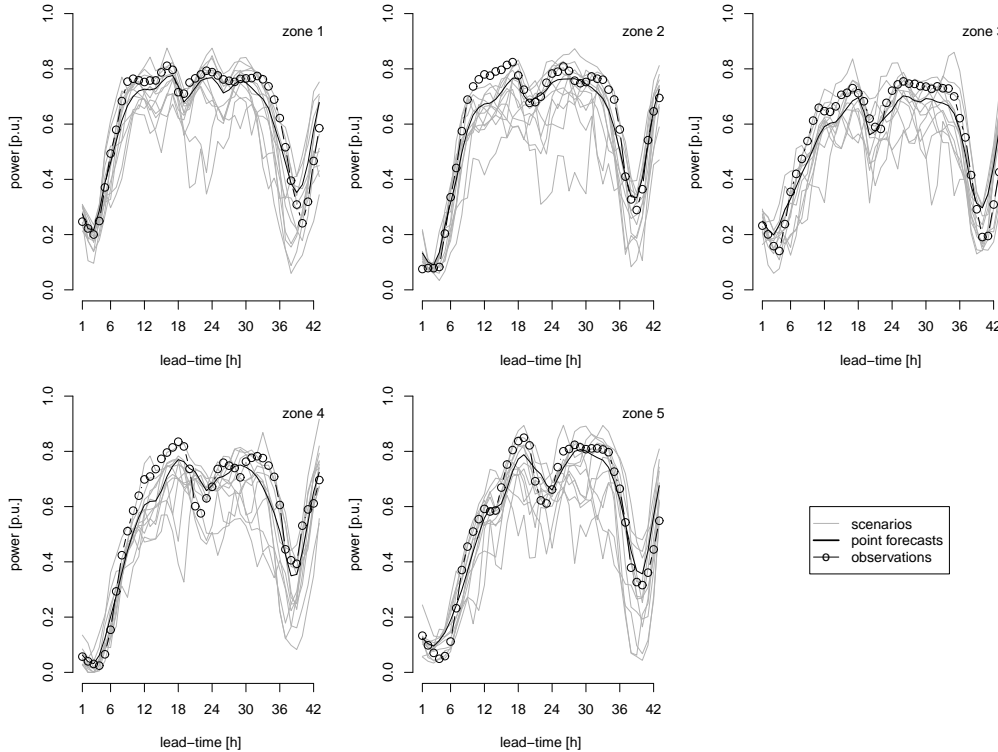 zone 1
power [p.u.]
0.0 0.2 0.4 0.6 0.8 1.0
1 6 12 18 24 30 36 42
lead−time [h]
zone 2
power [p.u.]
0.0 0.2 0.4 0.6 0.8 1.0
1 6 12 18 24 30 36 42
lead−time [h]
zone 3
power [p.u.]
0.0 0.2 0.4 0.6 0.8 1.0
1 6 12 18 24 30 36 42
lead−time [h]
zone 4
power [p.u.]
0.0 0.2 0.4 0.6 0.8 1.0
1 6 12 18 24 30 36 42
lead−time [h]
zone 5
power [p.u.]
0.0 0.2 0.4 0.6 0.8 1.0
1 6 12 18 24 30 36 42
lead−time [h]
scenarios
point forecasts
observations